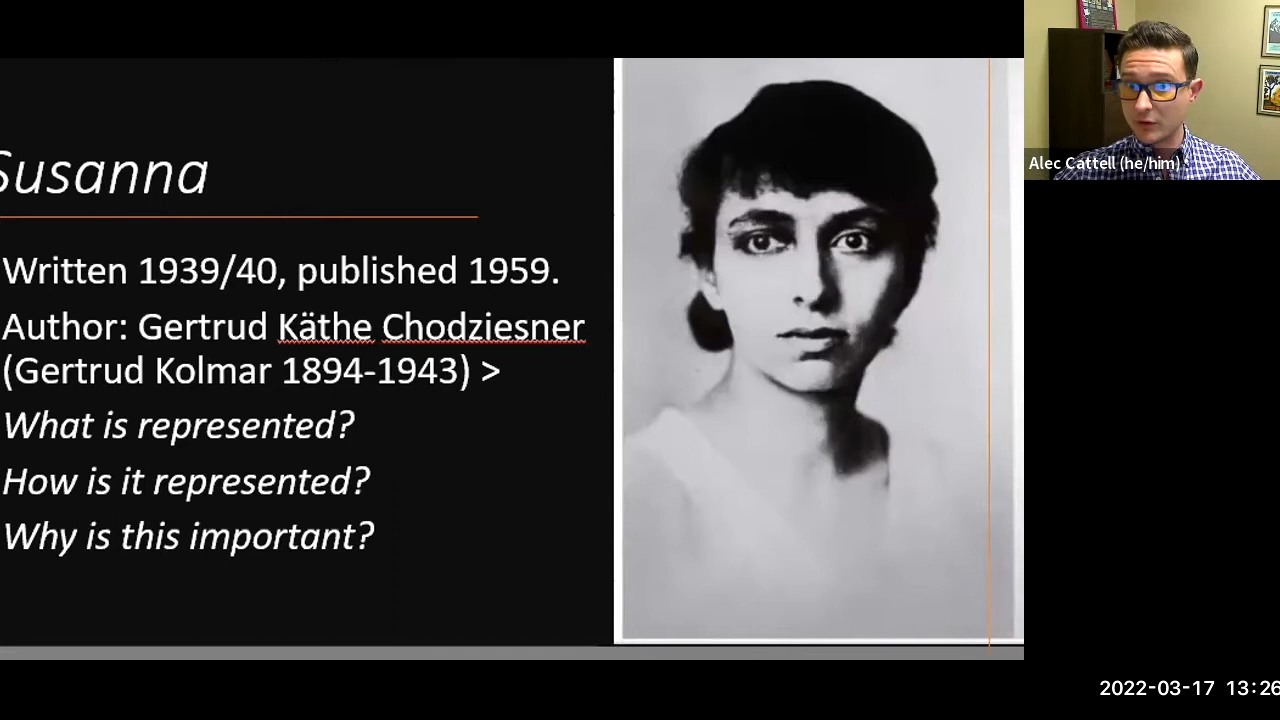 Susanna
Written 1939/40, published 1959.
Author: Gertrud Käthe Chodziesner
(Gertrud Kolmar 1894-1943) >
What is represented?
How is it represented?
Why is this important?
Alec Cattell (he/him)
2022-03-17 13:26